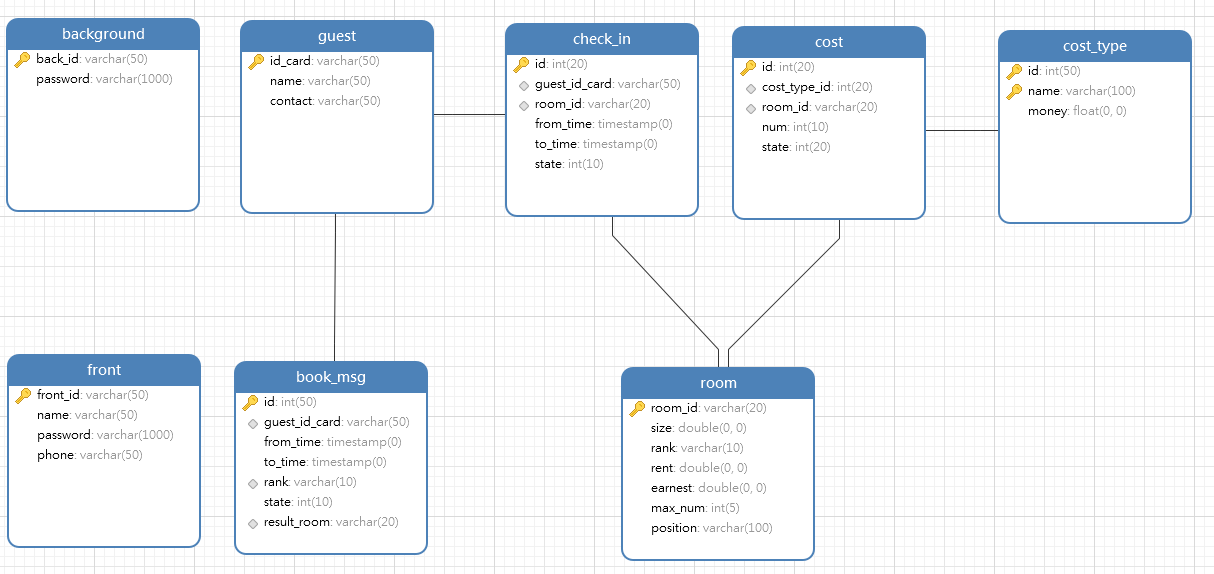 background
back_id: varchar(50)
password: varchar(1000)
guest
id_card: varchar(50)
name: varchar(50)
contact: varchar(50)
check_in
id: int(20)
guest_id_card: varchar(50)
room_id: varchar(20)
from_time: timestamp(0)
to_time: timestamp(0)
state: int(10)
cost
id: int(20)
cost_type_id: int(20)
room_id: varchar(20)
num: int(10)
state: int(20)
cost_type
id: int(50)
name: varchar(100)
money: float(0, 0)
front
front_id: varchar(50)
name: varchar(50)
password: varchar(1000)
phone: varchar(50)
book_msg
id: int(50)
guest_id_card: varchar(50)
from_time: timestamp(0)
to_time: timestamp(0)
rank: varchar(10)
state: int(10)
result_room: varchar(20)
room
room_id: varchar(20)
size: double(0, 0)
rank: varchar(10)
rent: double(0, 0)
earnest: double(0, 0)
max_num: int(5)
position: varchar(100)